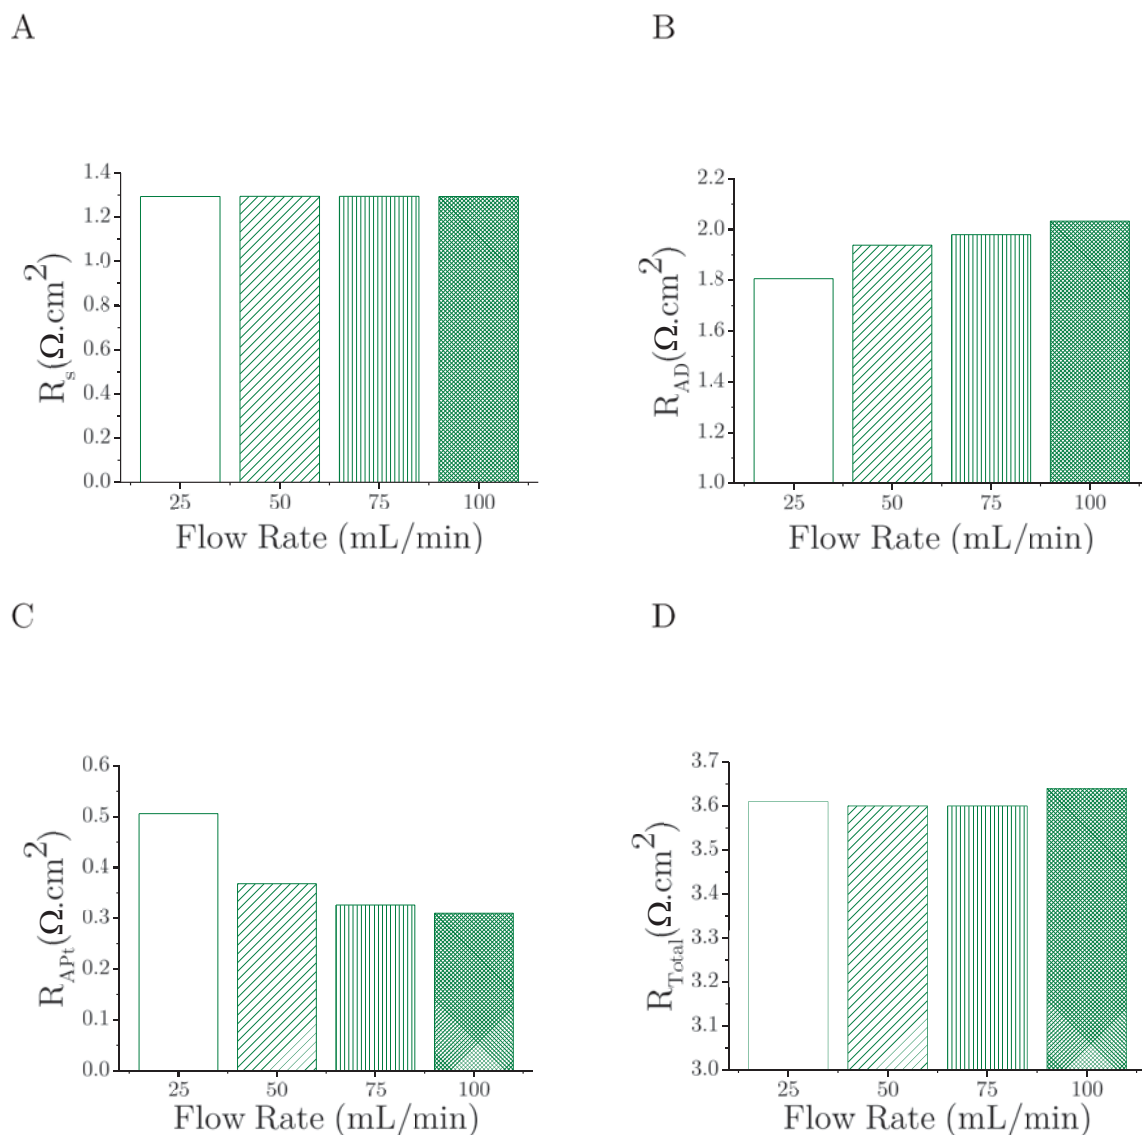 A
1.4
1.2
1.0
0.8
0.6
0.4
0.2
0.0
R_s(Ω.cm²)
25 50 75 100
Flow Rate (mL/min)
B
2.2
2.0
1.8
1.6
1.4
1.2
1.0
R_AD(Ω.cm²)
25 50 75 100
Flow Rate (mL/min)
C
0.6
0.5
0.4
0.3
0.2
0.1
0.0
R_APt(Ω.cm²)
25 50 75 100
Flow Rate (mL/min)
D
3.7
3.6
3.5
3.4
3.3
3.2
3.1
3.0
R_Total(Ω.cm²)
25 50 75 100
Flow Rate (mL/min)